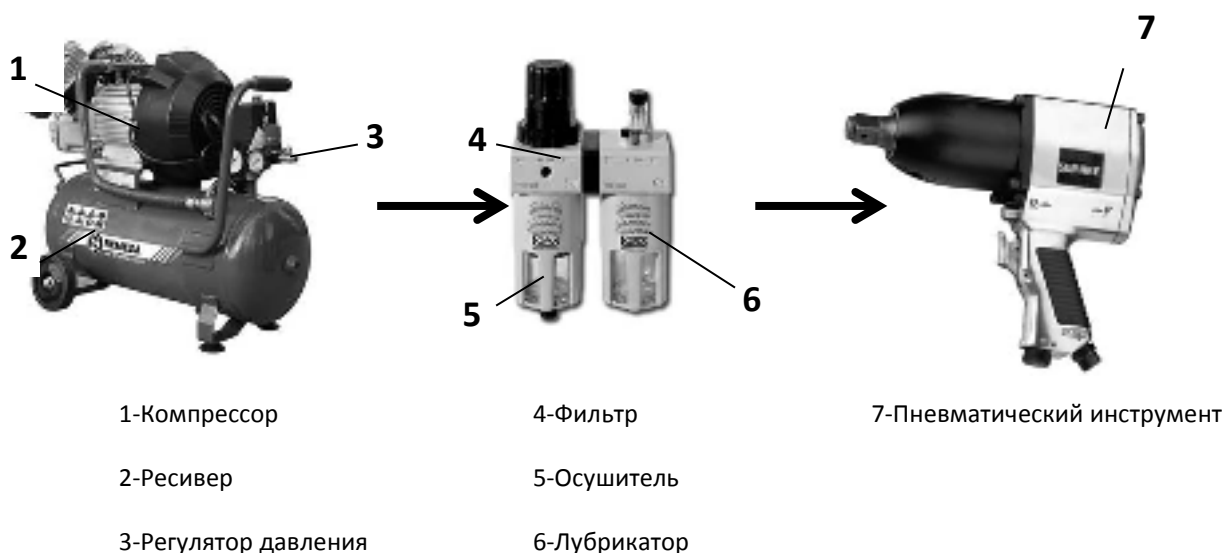 7
1
3
4
2
5
6
1-Компрессор 4-Фильтр 7-Пневматический инструмент
2-Ресивер 5-Осушитель
3-Регулятор давления 6-Лубрикатор